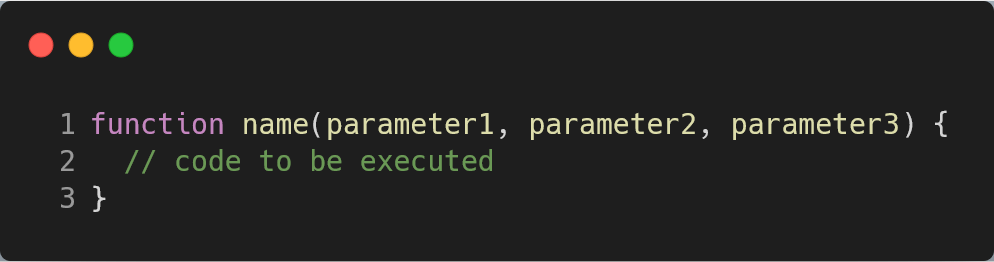 1 function name(parameter1, parameter2, parameter3) {
2   // code to be executed
3 }